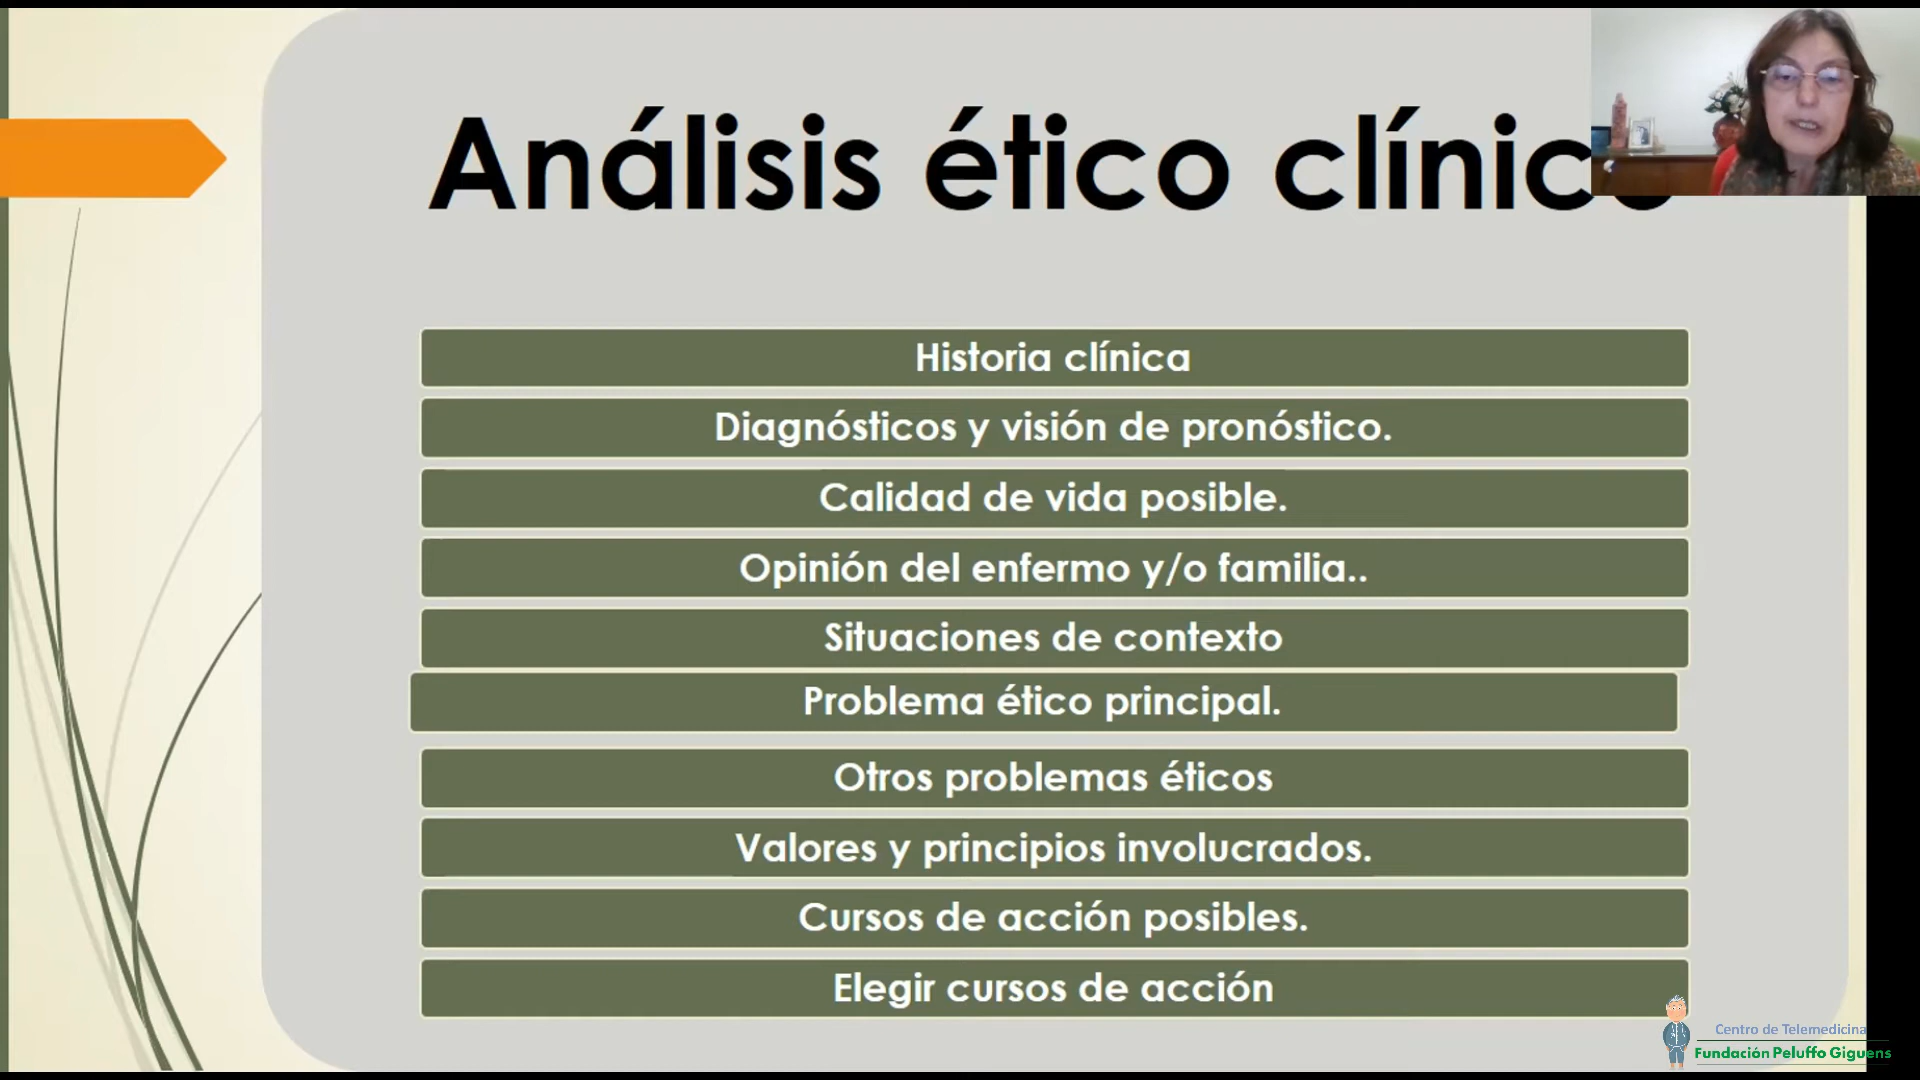 Análisis ético clínico
Historia clínica
Diagnósticos y visión de pronóstico.
Calidad de vida posible.
Opinión del enfermo y/o familia..
Situaciones de contexto
Problema ético principal.
Otros problemas éticos
Valores y principios involucrados.
Cursos de acción posibles.
Elegir cursos de acción
Centro de Telemedicina
Fundación Peluffo Giguens